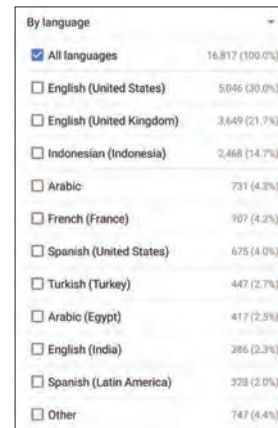 By language
All languages 16,817 (100.0%)
English (United States) 5,046 (30.0%)
English (United Kingdom) 3,649 (21.7%)
Indonesian (Indonesia) 2,468 (14.7%)
Arabic 731 (4.3%)
French (France) 707 (4.2%)
Spanish (United States) 675 (4.0%)
Turkish (Turkey) 447 (2.7%)
Arabic (Egypt) 417 (2.5%)
English (India) 386 (2.3%)
Spanish (Latin America) 328 (2.0%)
Other 747 (4.4%)